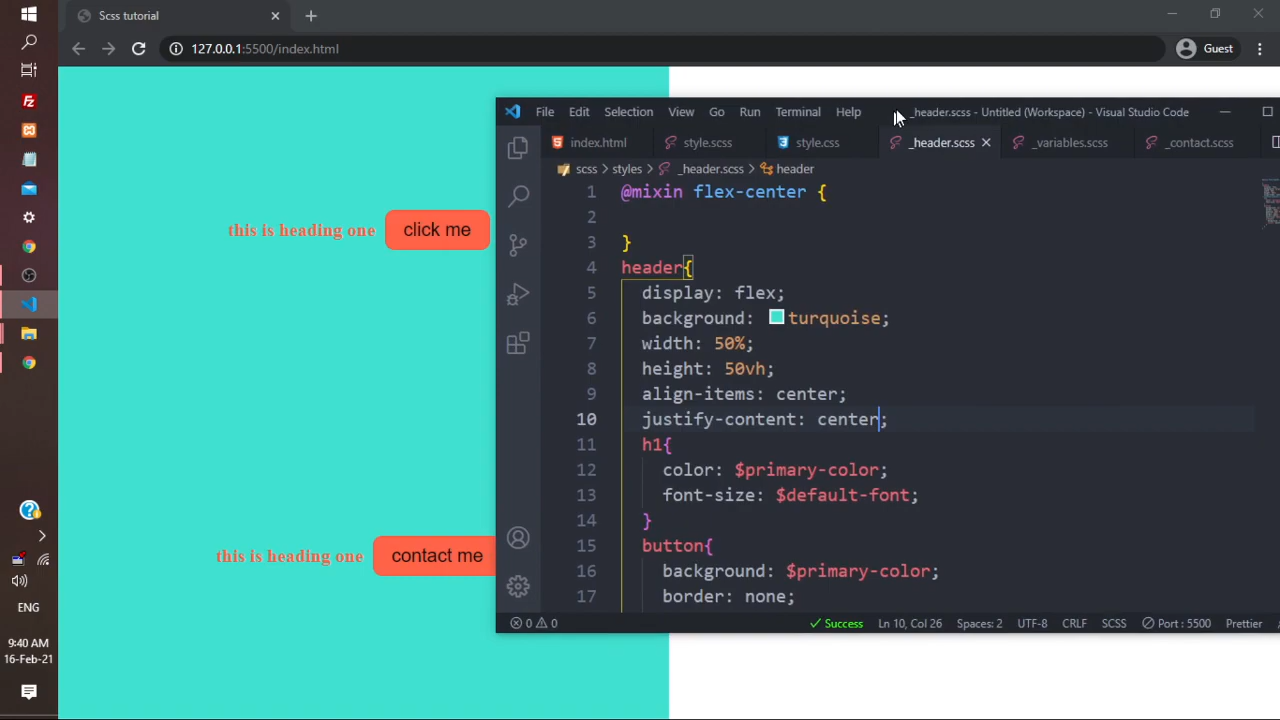 Scss tutorial
127.0.0.1:5500/index.html
Guest
this is heading one
click me
this is heading one
contact me
File Edit Selection View Go Run Terminal Help
_header.scss - Untitled (Workspace) - Visual Studio Code
index.html
style.scss
style.css
_header.scss
_variables.scss
_contact.scss
scss > styles > _header.scss > header
1 @mixin flex-center {
2
3 }
4 header{
5 display: flex;
6 background: turquoise;
7 width: 50%;
8 height: 50vh;
9 align-items: center;
10 justify-content: center;
11 h1{
12 color: $primary-color;
13 font-size: $default-font;
14 }
15 button{
16 background: $primary-color;
17 border: none;
0 0
Success
Ln 10, Col 26
Spaces: 2
UTF-8
CRLF
SCSS
Port : 5500
Prettier
ENG
9:40 AM
16-Feb-21